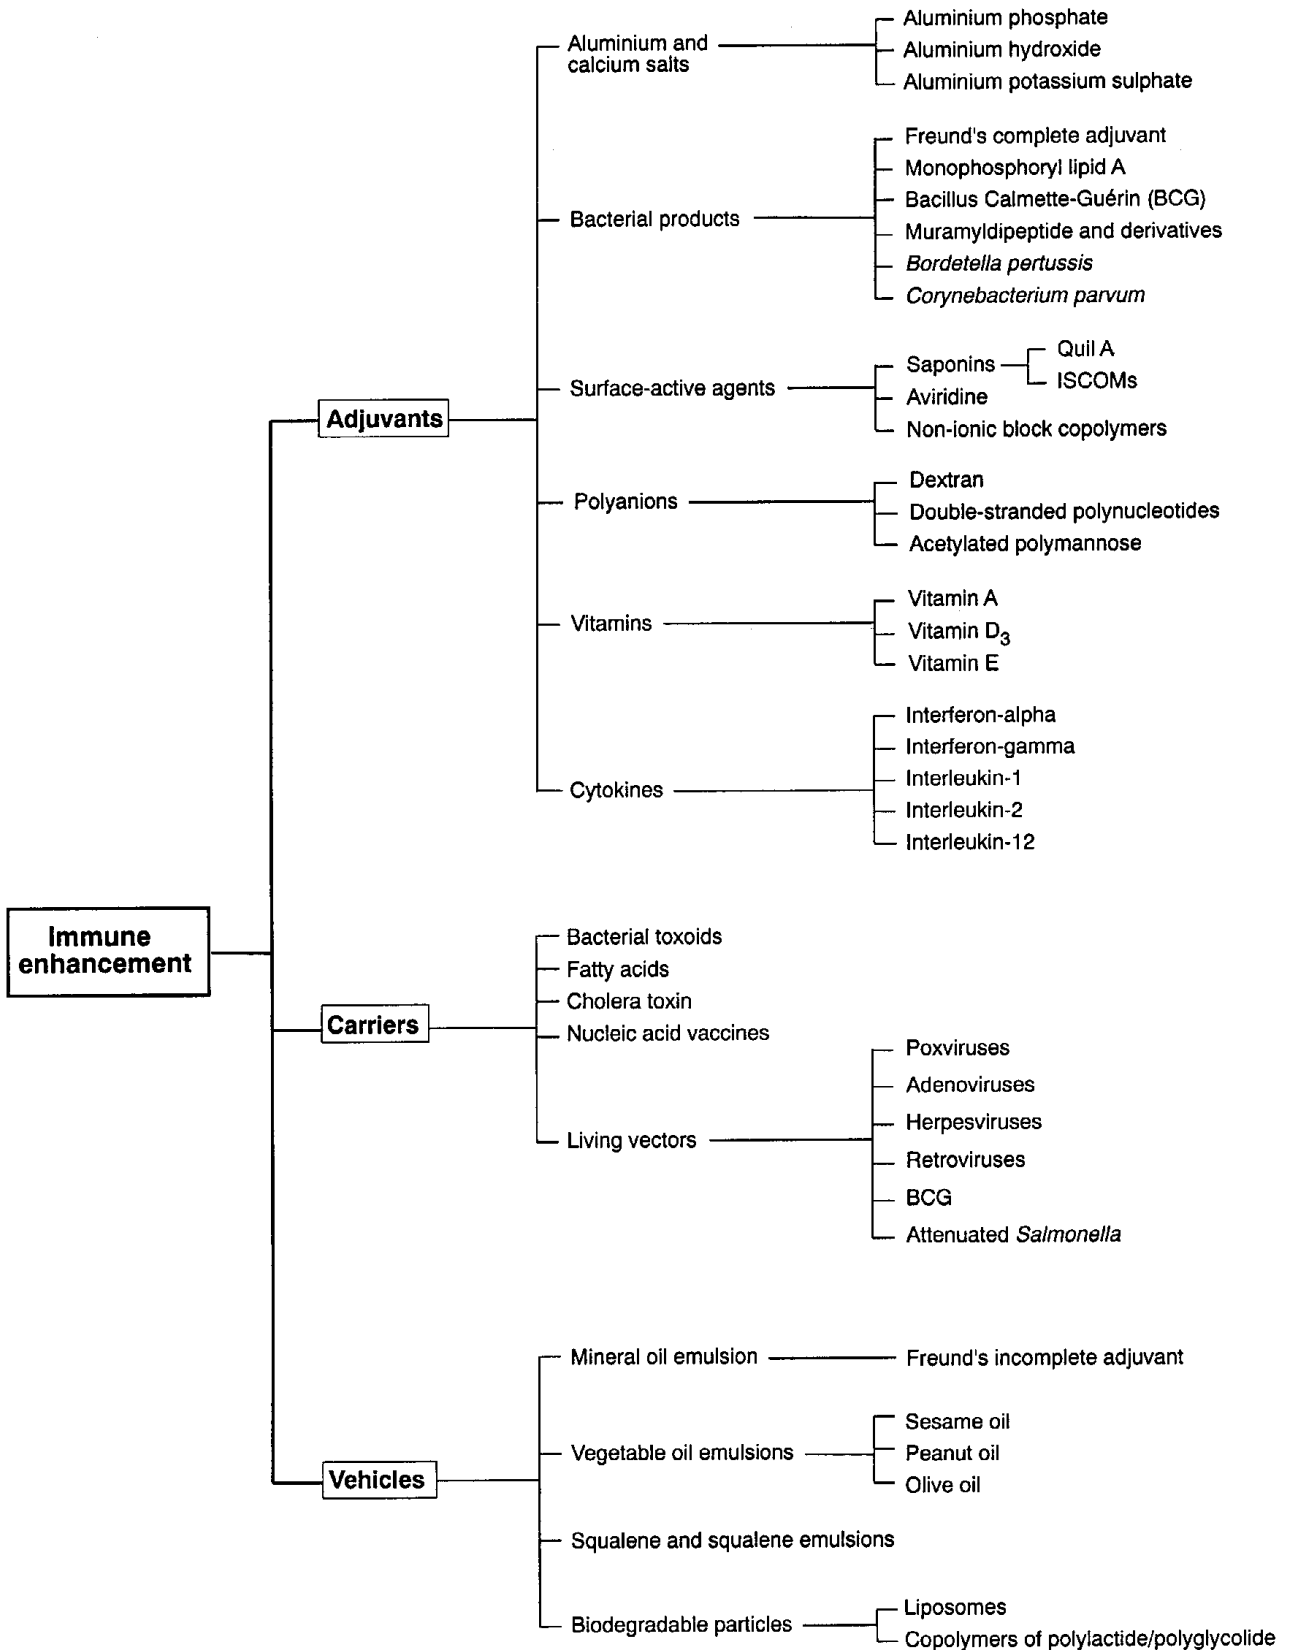 Aluminium and
calcium salts
Aluminium phosphate
Aluminium hydroxide
Aluminium potassium sulphate
Bacterial products
Freund's complete adjuvant
Monophosphoryl lipid A
Bacillus Calmette-Guérin (BCG)
Muramyldipeptide and derivatives
Bordetella pertussis
Corynebacterium parvum
Adjuvants
Surface-active agents
Saponins
Quil A
ISCOMs
Aviridine
Non-ionic block copolymers
Polyanions
Dextran
Double-stranded polynucleotides
Acetylated polymannose
Vitamins
Vitamin A
Vitamin D3
Vitamin E
Cytokines
Interferon-alpha
Interferon-gamma
Interleukin-1
Interleukin-2
Interleukin-12
Immune
enhancement
Carriers
Bacterial toxoids
Fatty acids
Cholera toxin
Nucleic acid vaccines
Living vectors
Poxviruses
Adenoviruses
Herpesviruses
Retroviruses
BCG
Attenuated Salmonella
Vehicles
Mineral oil emulsion
Freund's incomplete adjuvant
Vegetable oil emulsions
Sesame oil
Peanut oil
Olive oil
Squalene and squalene emulsions
Biodegradable particles
Liposomes
Copolymers of polylactide/polyglycolide